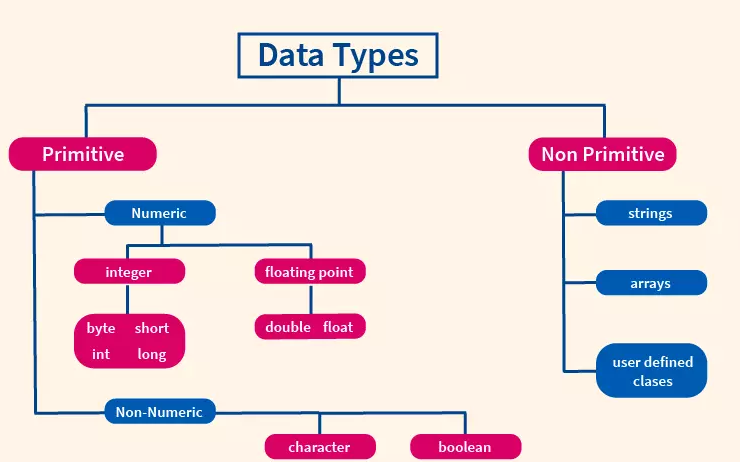 Data Types
Primitive
Non Primitive
Numeric
strings
integer
floating point
arrays
byte short
int long
double float
user defined
clases
Non-Numeric
character
boolean